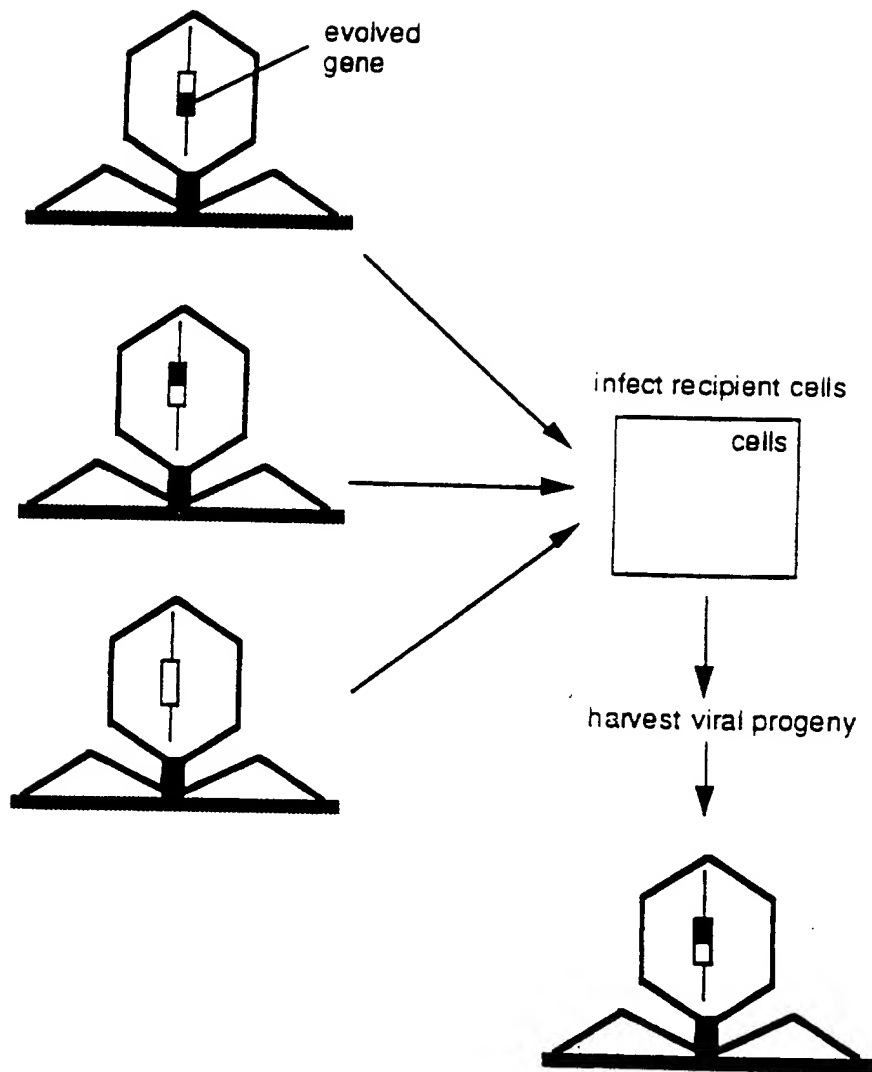 evolved
gene
infect recipient cells
cells
harvest viral progeny